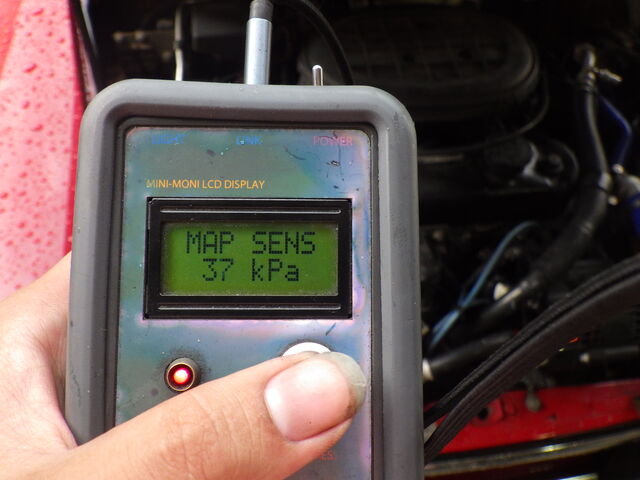 POWER
MINI-MONI LCD DISPLAY
MAP SENS
37 kPa